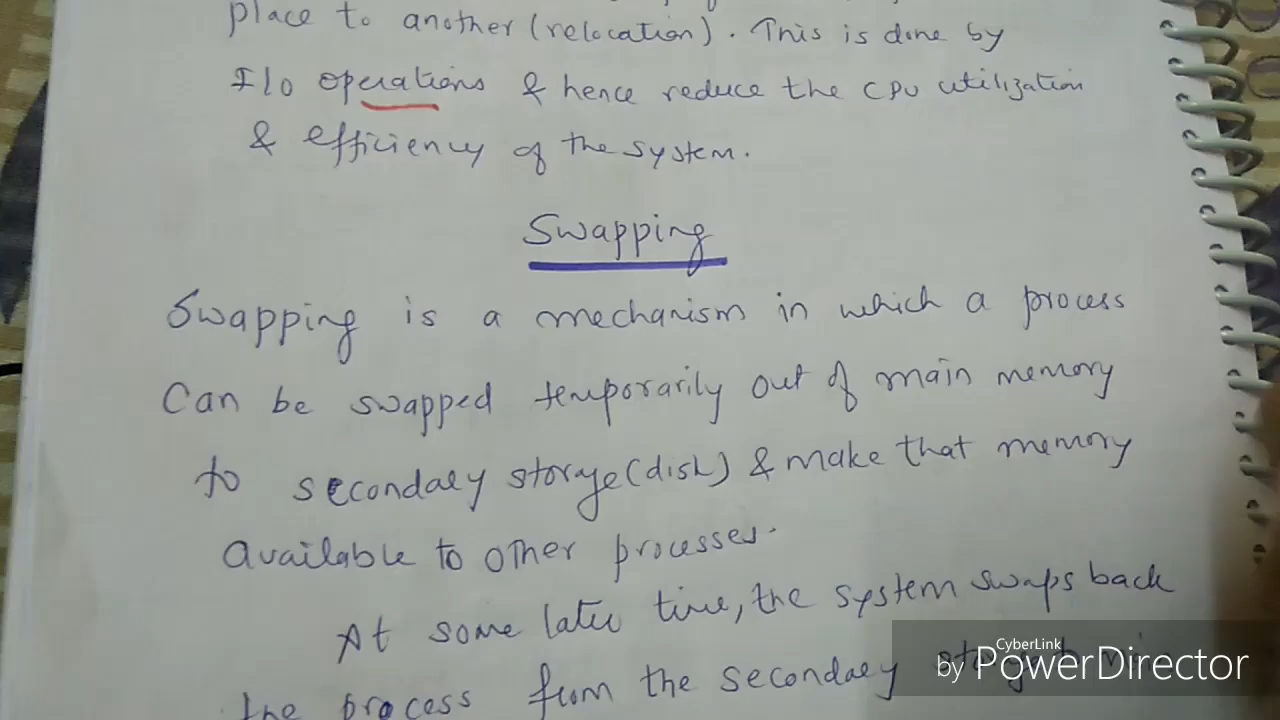 place to another (relocation). This is done by
I/o operations & hence reduce the CPU utilization
& efficiency of the system.
Swapping
Swapping is a mechanism in which a process
Can be swapped temporarily out of main memory
to secondary storage (disk) & make that memory
available to other processes.
At some later time, the system swaps back
the process from the secondary storage
CyberLink
by PowerDirector